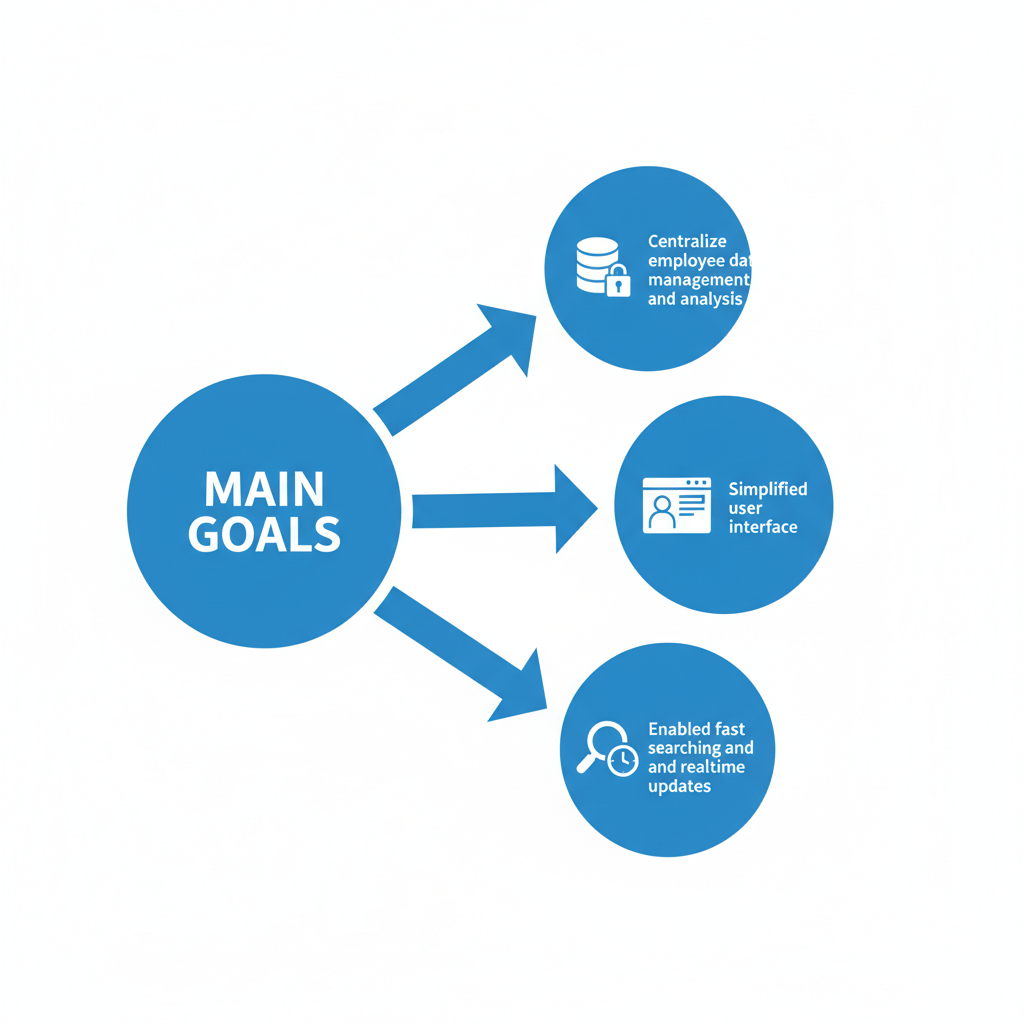 MAIN
GOALS
Centralize
employee dat
management
and analysis
Simplified
user
interface
Enabled fast
searching and
and realtime
updates